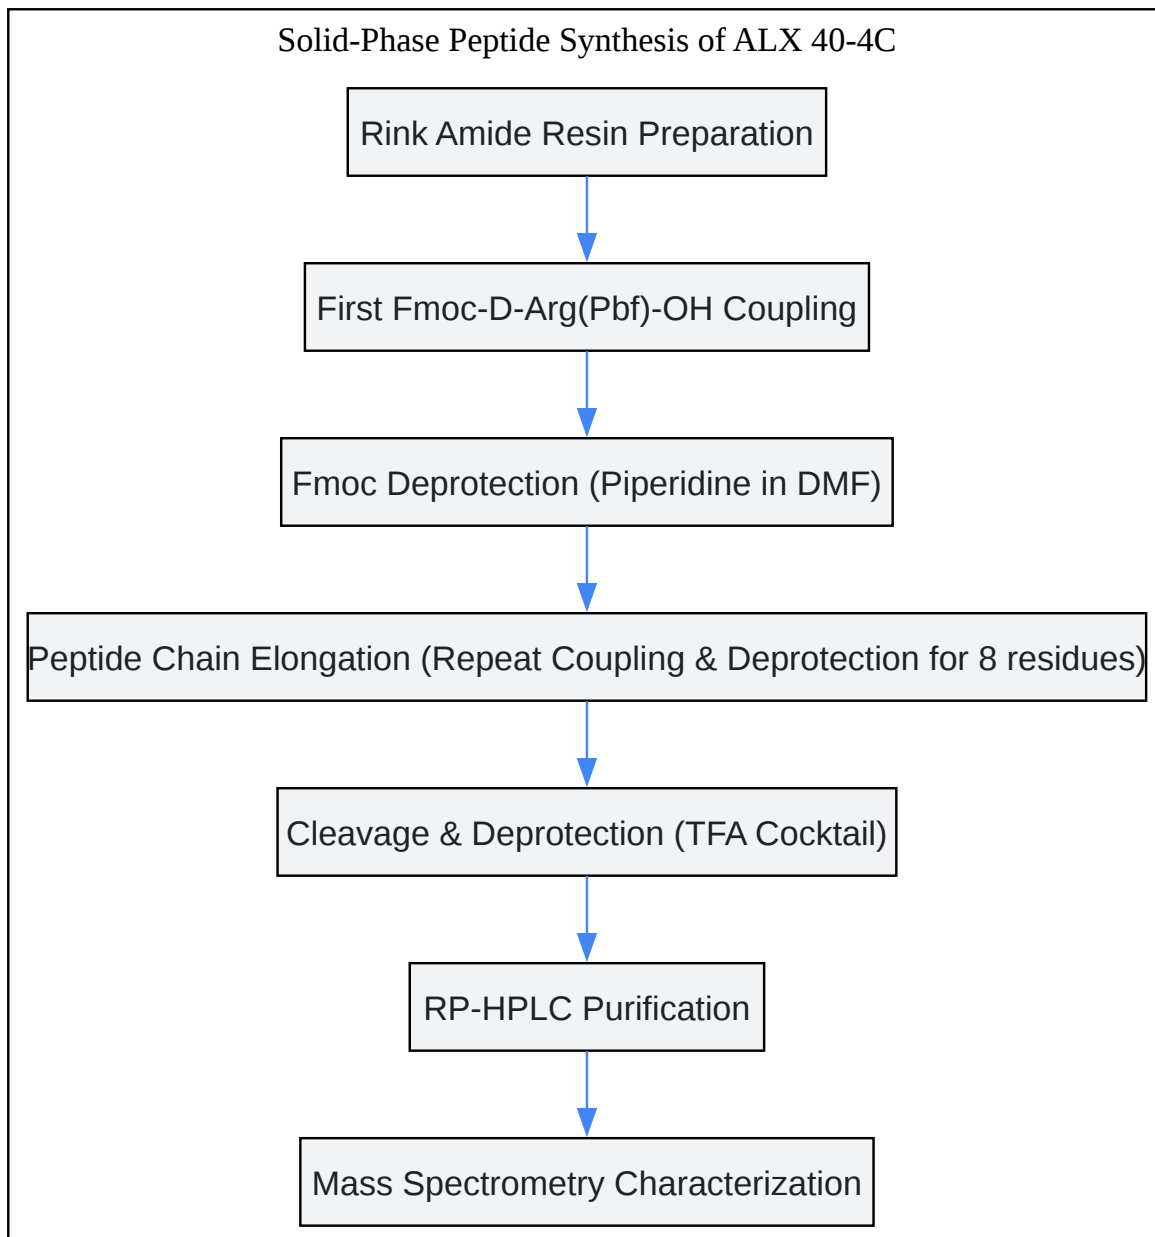 Solid-Phase Peptide Synthesis of ALX 40-4C
Rink Amide Resin Preparation
First Fmoc-D-Arg(Pbf)-OH Coupling
Fmoc Deprotection (Piperidine in DMF)
Peptide Chain Elongation (Repeat Coupling & Deprotection for 8 residues)
Cleavage & Deprotection (TFA Cocktail)
RP-HPLC Purification
Mass Spectrometry Characterization